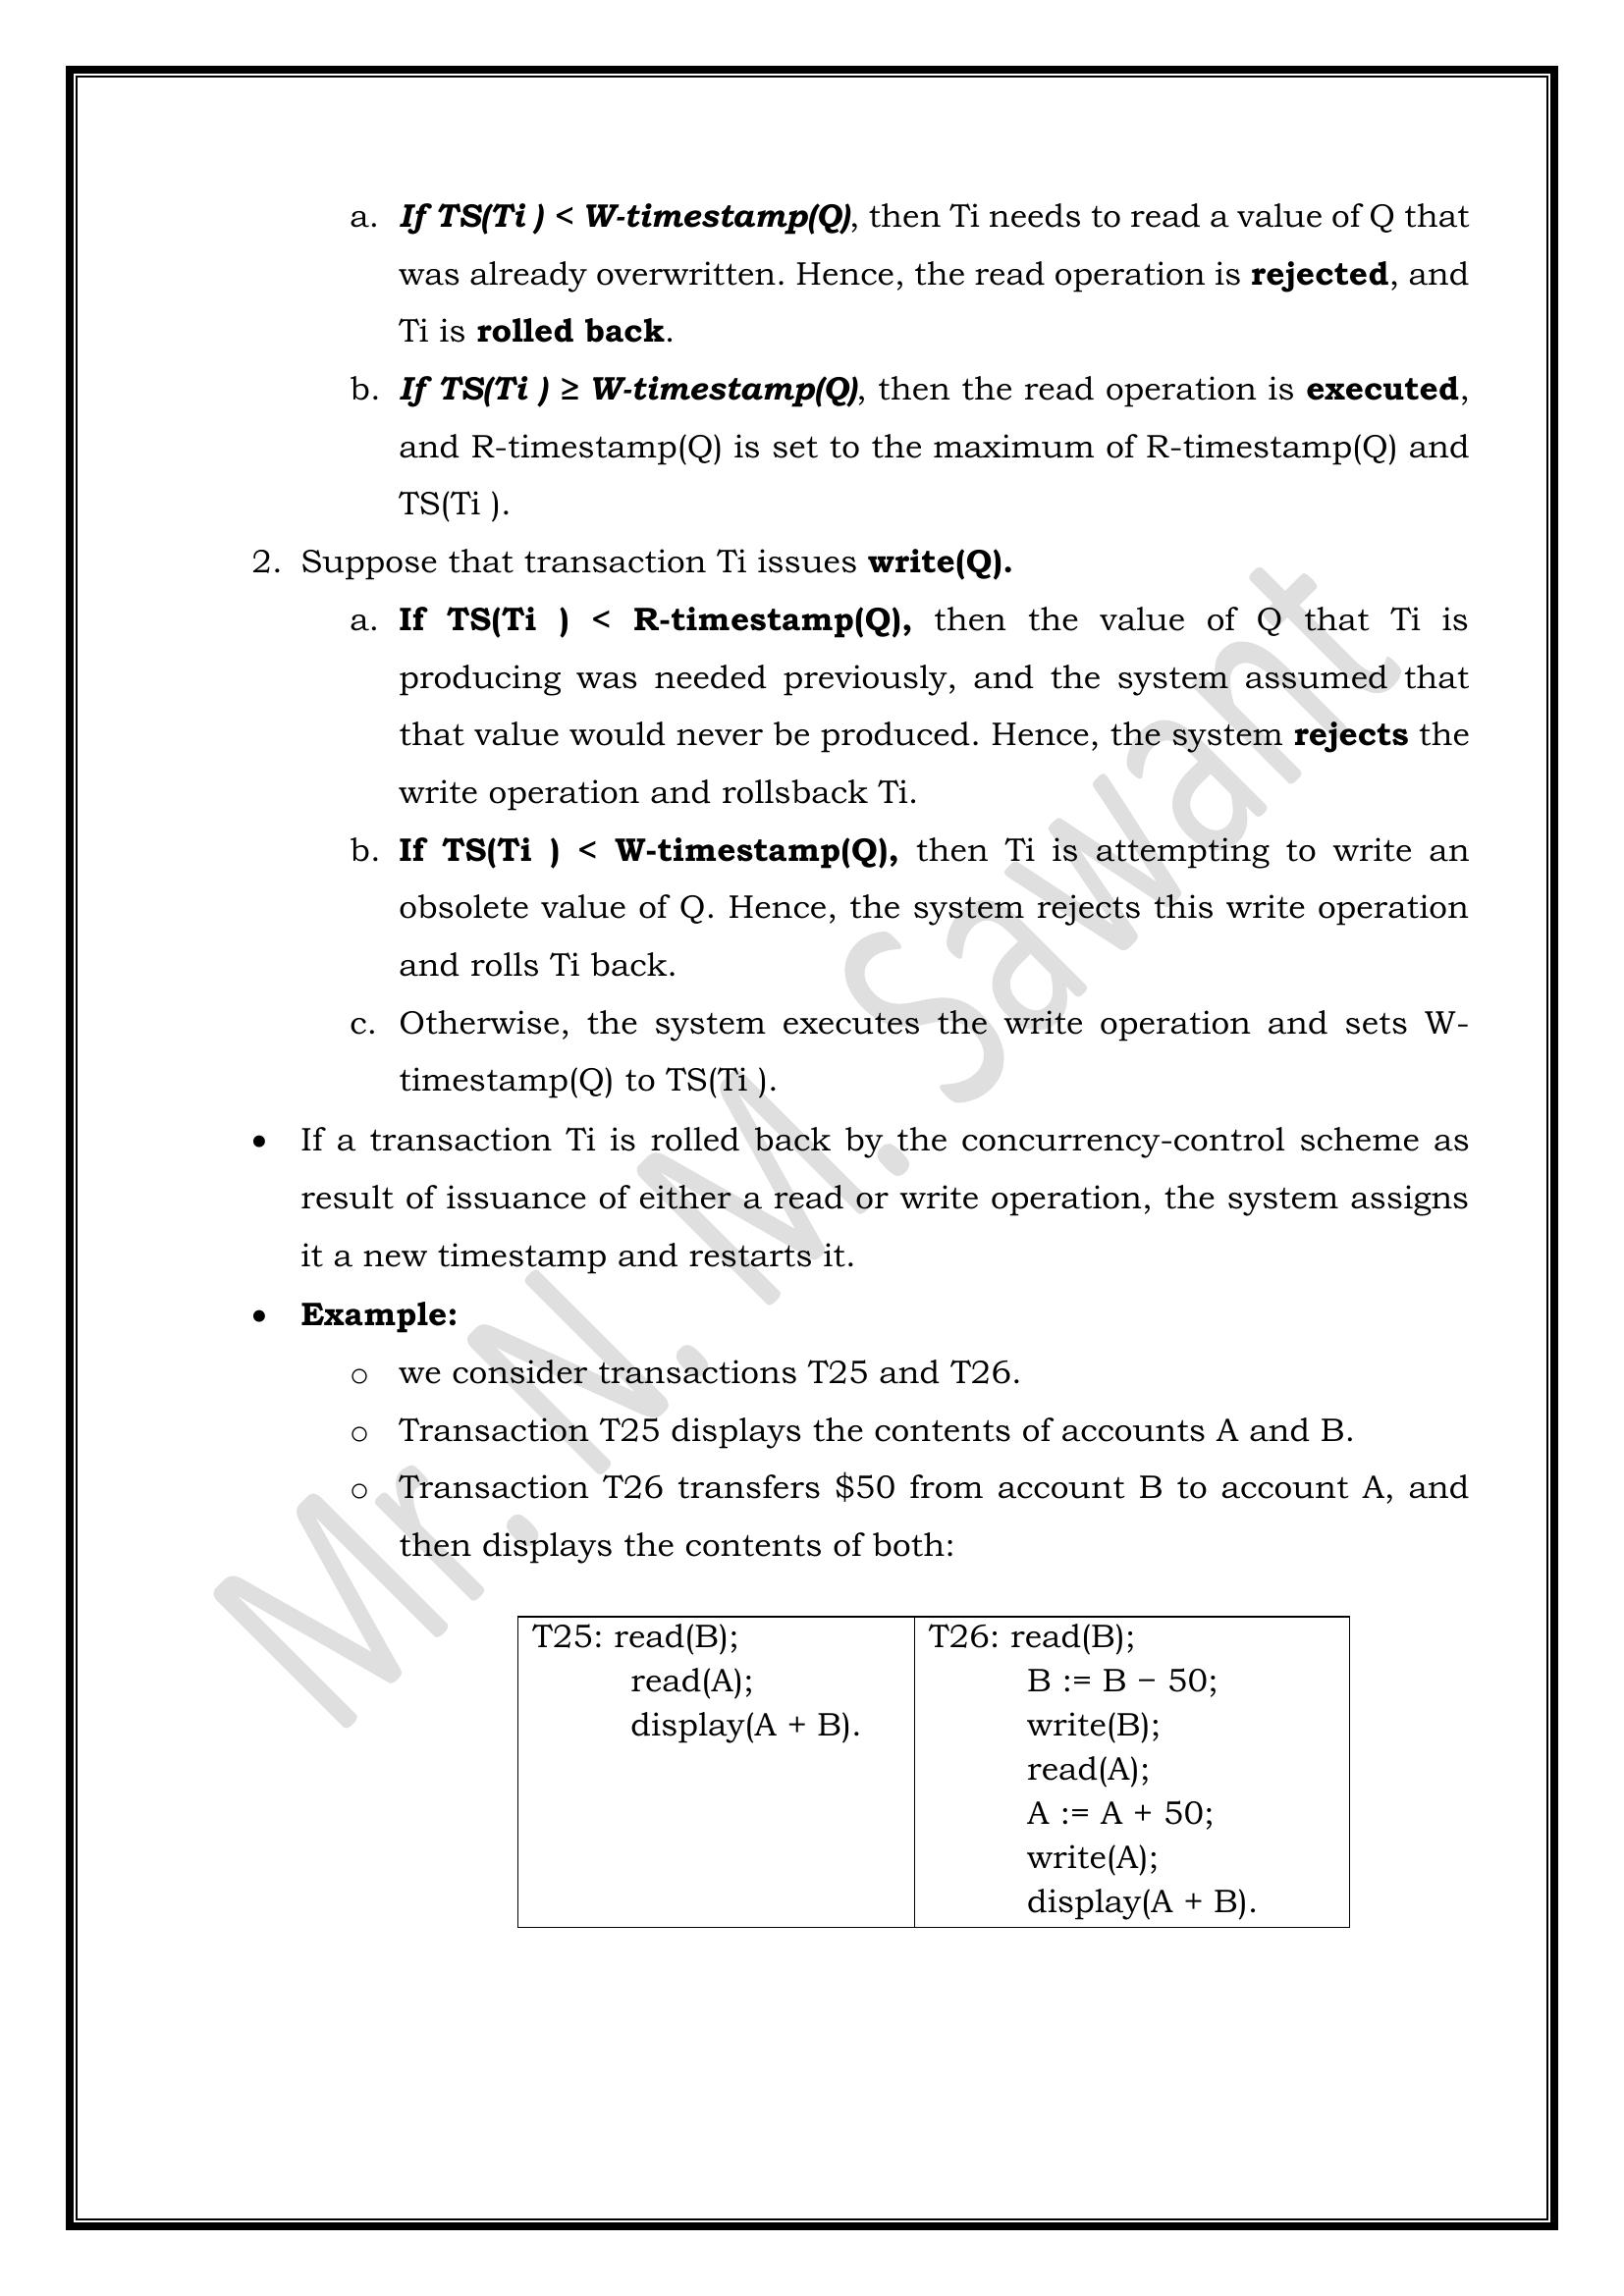 a. If TS(Ti ) < W-timestamp(Q), then Ti needs to read a value of Q that
was already overwritten. Hence, the read operation is rejected, and
Ti is rolled back.
b. If TS(Ti ) ≥ W-timestamp(Q), then the read operation is executed,
and R-timestamp(Q) is set to the maximum of R-timestamp(Q) and
TS(Ti ).
2. Suppose that transaction Ti issues write(Q).
a. If TS(Ti ) < R-timestamp(Q), then the value of Q that Ti is
producing was needed previously, and the system assumed that
that value would never be produced. Hence, the system rejects the
write operation and rollsback Ti.
b. If TS(Ti ) < W-timestamp(Q), then Ti is attempting to write an
obsolete value of Q. Hence, the system rejects this write operation
and rolls Ti back.
c. Otherwise, the system executes the write operation and sets W-
timestamp(Q) to TS(Ti ).
• If a transaction Ti is rolled back by the concurrency-control scheme as
result of issuance of either a read or write operation, the system assigns
it a new timestamp and restarts it.
• Example:
o we consider transactions T25 and T26.
o Transaction T25 displays the contents of accounts A and B.
o Transaction T26 transfers $50 from account B to account A, and
then displays the contents of both:
T25: read(B);
read(A);
display(A + B).
T26: read(B);
B := B − 50;
write(B);
read(A);
A := A + 50;
write(A);
display(A + B).
Mr. N. M. Sawant